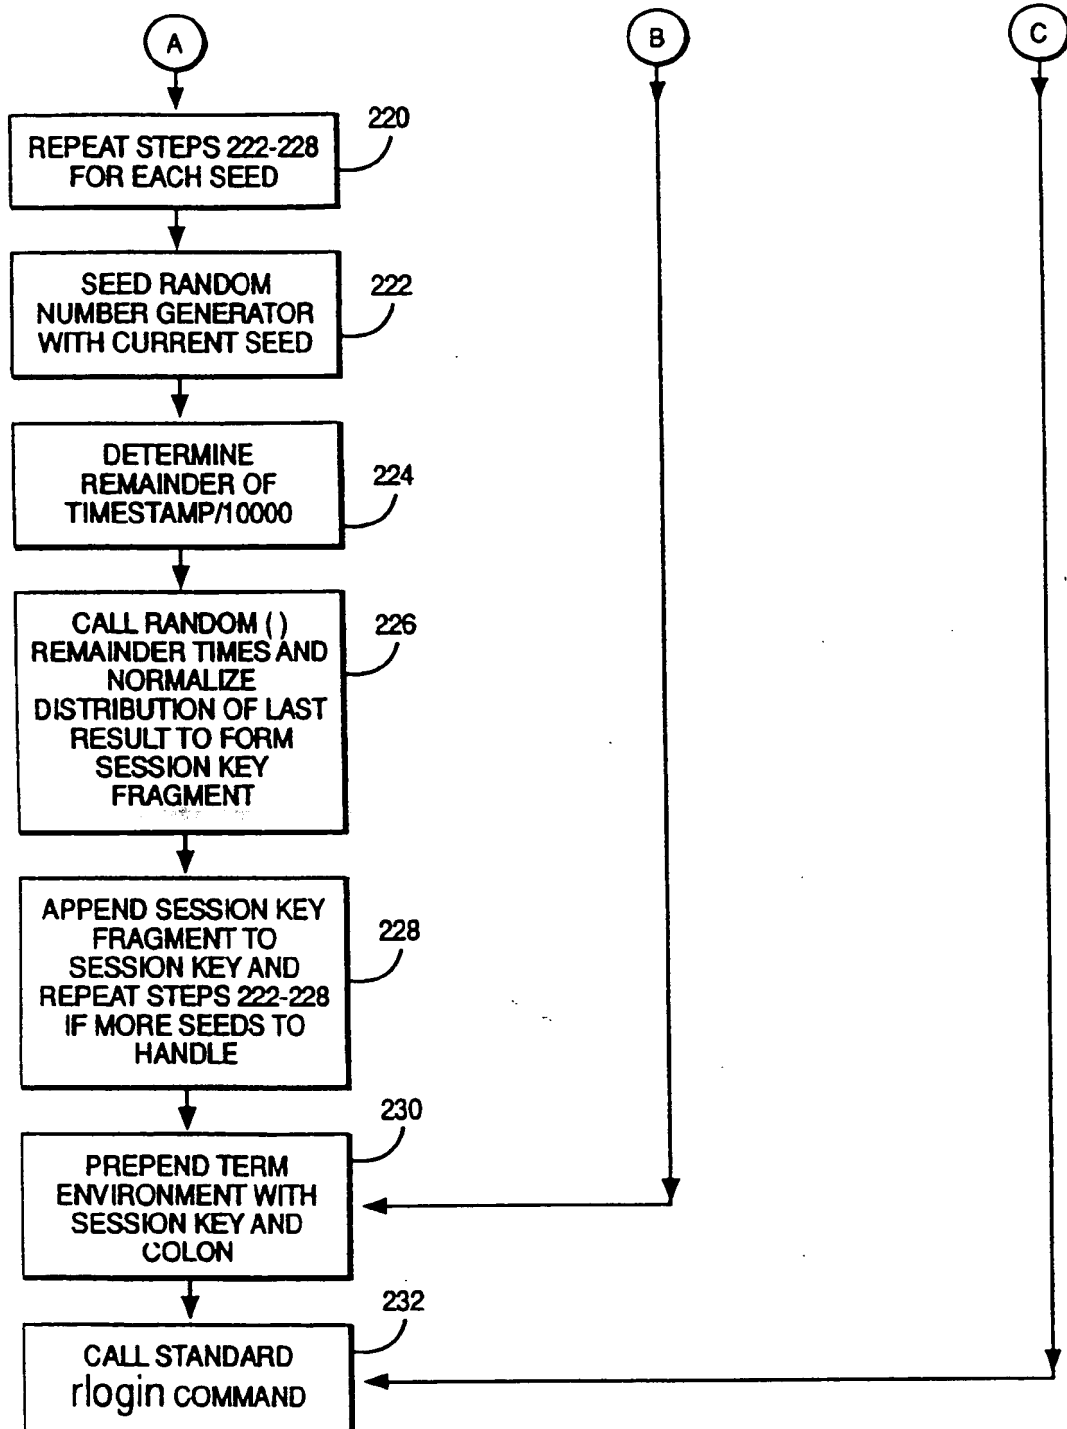 A
B
C
REPEAT STEPS 222-228
FOR EACH SEED
220
SEED RANDOM
NUMBER GENERATOR
WITH CURRENT SEED
222
DETERMINE
REMAINDER OF
TIMESTAMP/10000
224
CALL RANDOM ( )
REMAINDER TIMES AND
NORMALIZE
DISTRIBUTION OF LAST
RESULT TO FORM
SESSION KEY
FRAGMENT
226
APPEND SESSION KEY
FRAGMENT TO
SESSION KEY AND
REPEAT STEPS 222-228
IF MORE SEEDS TO
HANDLE
228
PREPEND TERM
ENVIRONMENT WITH
SESSION KEY AND
COLON
230
CALL STANDARD
rlogin COMMAND
232